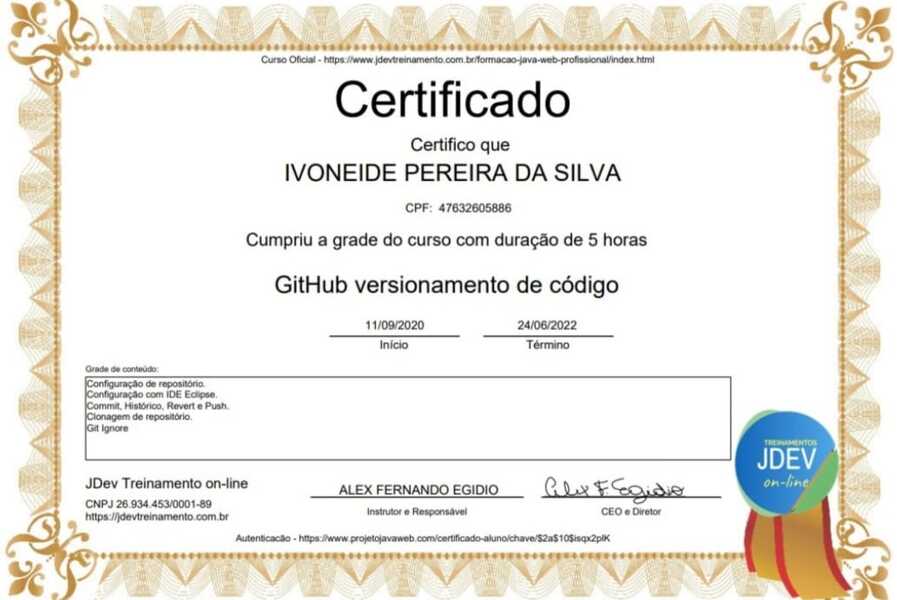 Curso Oficial - https://www.jdevtreinamento.com.br/formacao-java-web-profissional/index.html
Certificado
Certifico que
IVONEIDE PEREIRA DA SILVA
CPF: 47632605886
Cumpriu a grade do curso com duração de 5 horas
GitHub versionamento de código
11/09/2020 24/06/2022
Início Término
Grade de conteúdo:
Configuração de repositório.
Configuração com IDE Eclipse.
Commit, Histórico, Revert e Push.
Clonagem de repositório.
Git Ignore
TREINAMENTOS
JDEV
on-line
JDev Treinamento on-line
CNPJ 26.934.453/0001-89
https://jdevtreinamento.com.br
ALEX FERNANDO EGIDIO Alex F. Egidio
Instrutor e Responsável CEO e Diretor
Autenticacão - https://www.projetojavaweb.com/certificado-aluno/chave/$2a$10$isqx2pIK